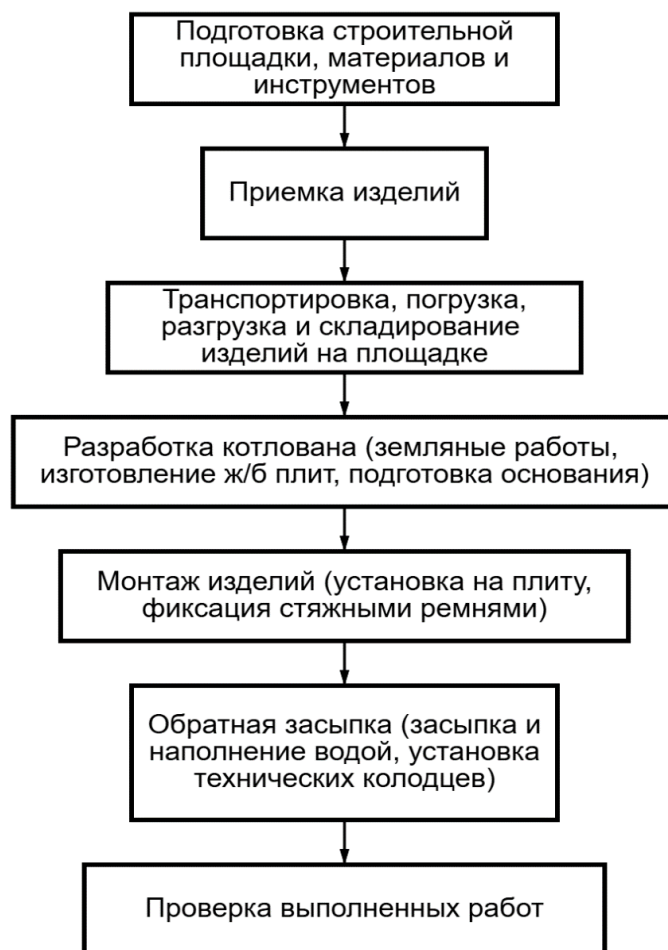 Подготовка строительной
площадки, материалов и
инструментов
Приемка изделий
Транспортировка, погрузка,
разгрузка и складирование
изделий на площадке
Разработка котлована (земляные работы,
изготовление ж/б плит, подготовка основания)
Монтаж изделий (установка на плиту,
фиксация стяжными ремнями)
Обратная засыпка (засыпка и
наполнение водой, установка
технических колодцев)
Проверка выполненных работ